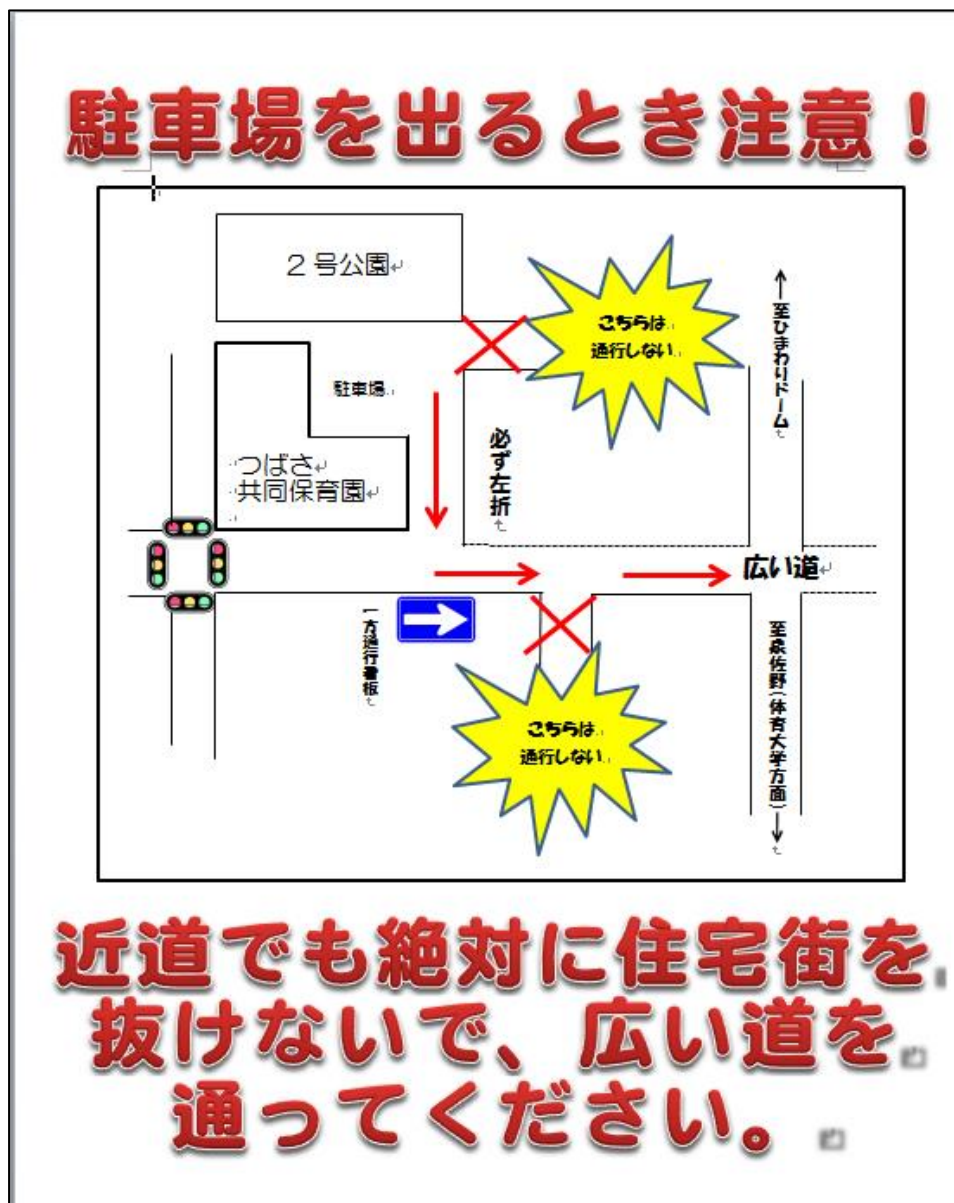 駐車場を出るとき注意！
２号公園
こちらは
通行しない
至ひまわりドーム
駐車場
必ず左折
つばさ
共同保育園
広い道
一方通行看板
至泉佐野(体育大学方面)
こちらは
通行しない
近道でも絶対に住宅街を
抜けないで、広い道を
通ってください。